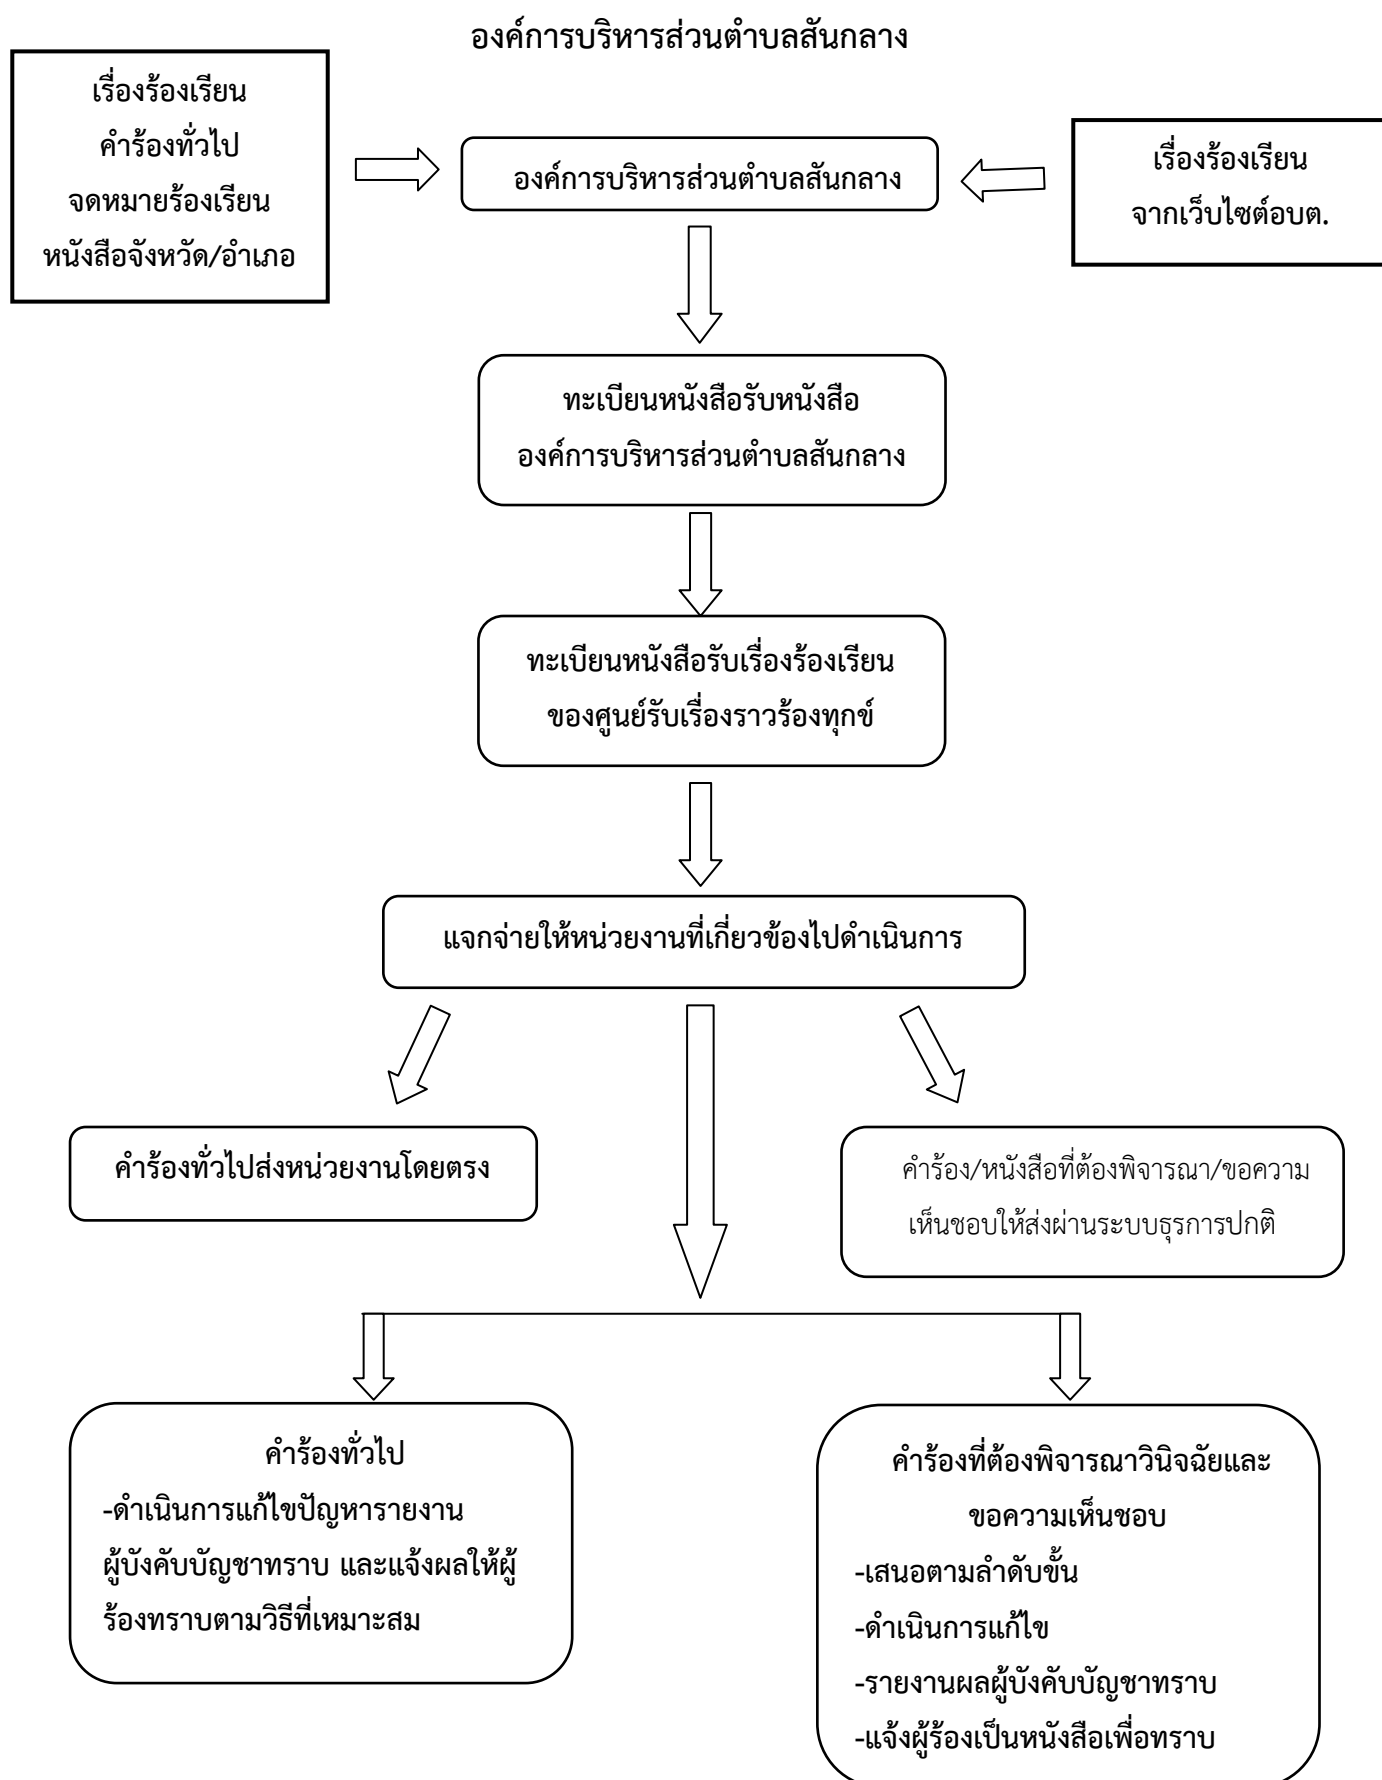 องค์การบริหารส่วนตำบลสันกลาง
เรื่องร้องเรียน
คำร้องทั่วไป
จดหมายร้องเรียน
หนังสือจังหวัด/อำเภอ
องค์การบริหารส่วนตำบลสันกลาง
เรื่องร้องเรียน
จากเว็บไซต์อบต.
ทะเบียนหนังสือรับหนังสือ
องค์การบริหารส่วนตำบลสันกลาง
ทะเบียนหนังสือรับเรื่องร้องเรียน
ของศูนย์รับเรื่องราวร้องทุกข์
แจกจ่ายให้หน่วยงานที่เกี่ยวข้องไปดำเนินการ
คำร้องทั่วไปส่งหน่วยงานโดยตรง
คำร้อง/หนังสือที่ต้องพิจารณา/ขอความ
เห็นชอบให้ส่งผ่านระบบธุรการปกติ
คำร้องทั่วไป
-ดำเนินการแก้ไขปัญหารายงาน
ผู้บังคับบัญชาทราบ และแจ้งผลให้ผู้
ร้องทราบตามวิธีที่เหมาะสม
คำร้องที่ต้องพิจารณาวินิจฉัยและ
ขอความเห็นชอบ
-เสนอตามลำดับขั้น
-ดำเนินการแก้ไข
-รายงานผลผู้บังคับบัญชาทราบ
-แจ้งผู้ร้องเป็นหนังสือเพื่อทราบ